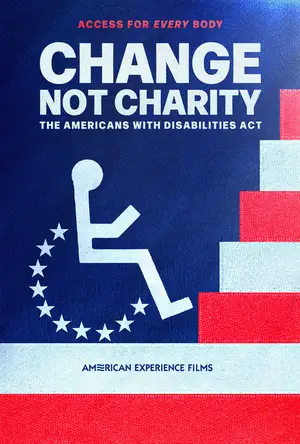 ACCESS FOR EVERY BODY
CHANGE
NOT CHARITY
THE AMERICANS WITH DISABILITIES ACT
AMERICAN EXPERIENCE FILMS